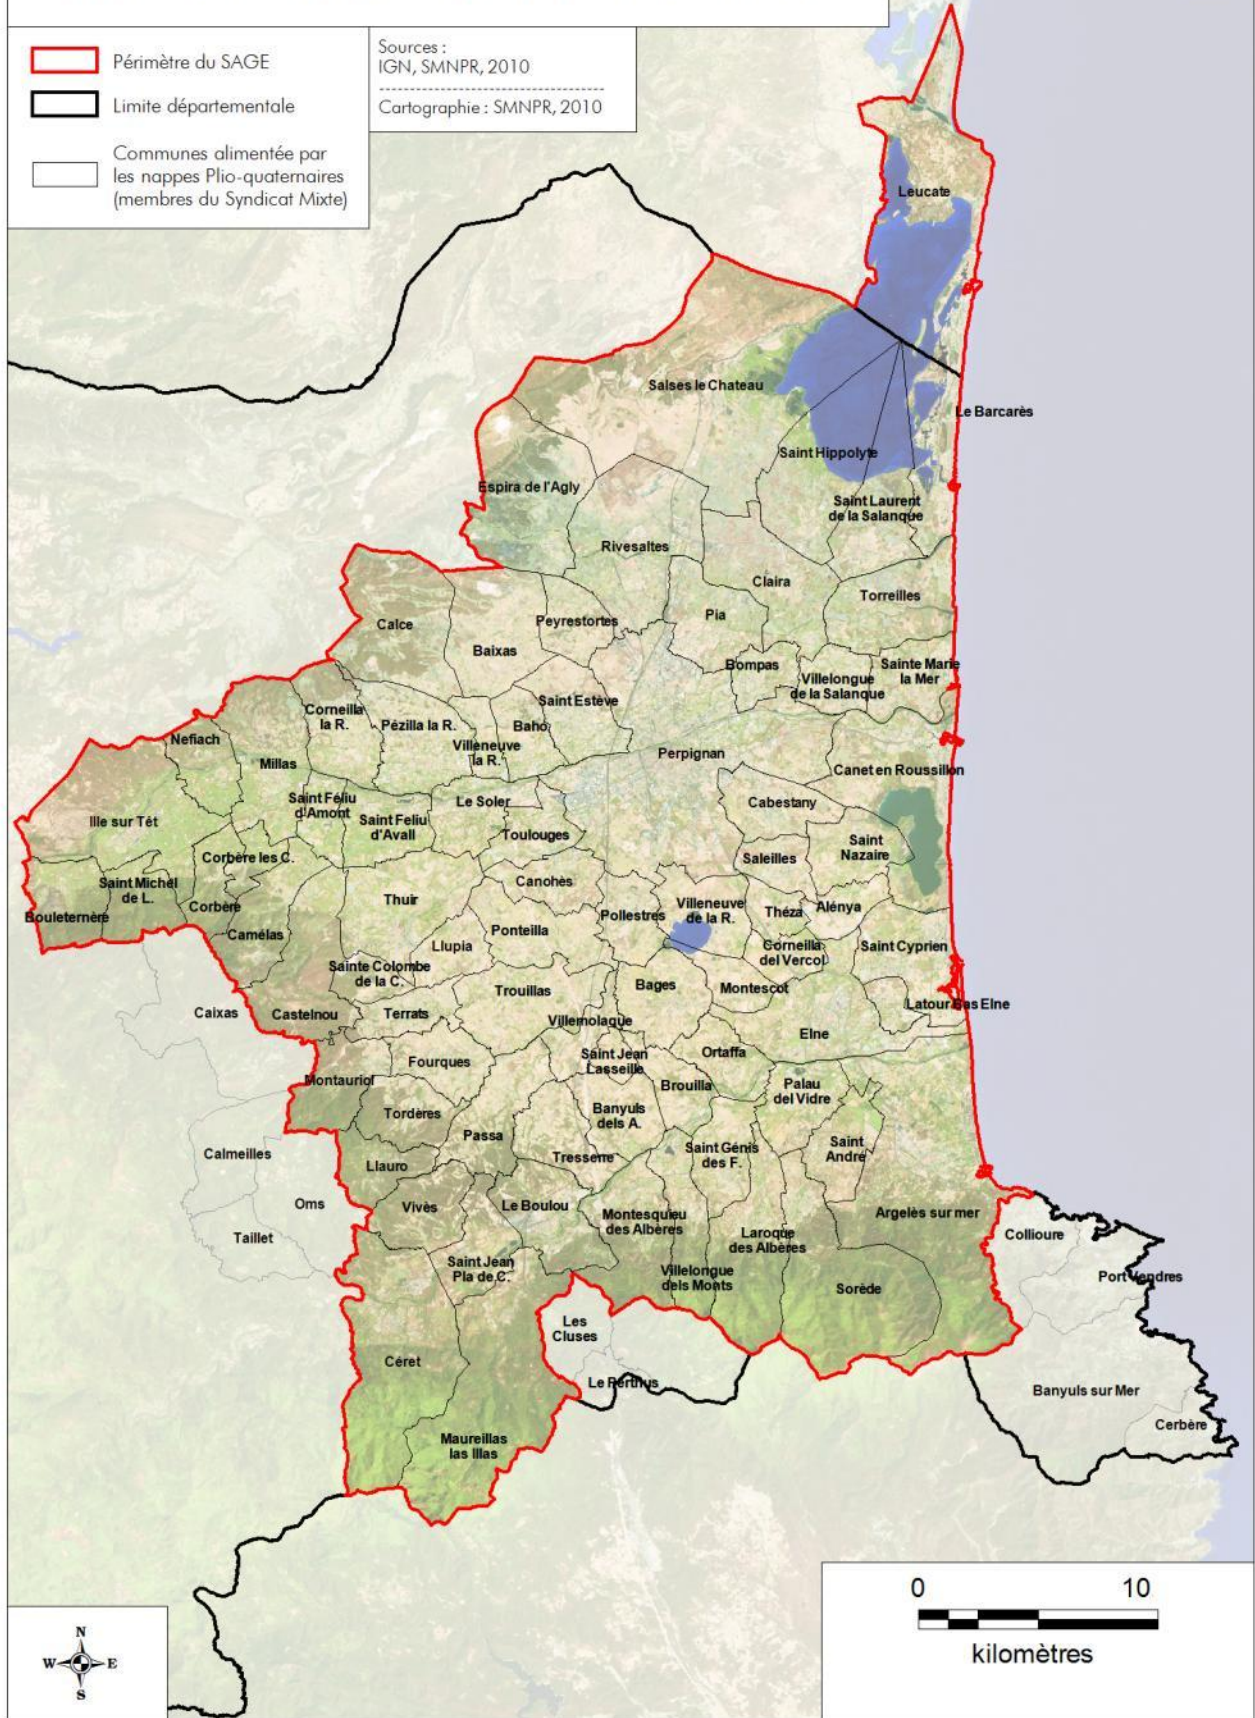 Périmètre du SAGE
Limite départementale
Communes alimentée par
les nappes Plio-quaternaires
(membres du Syndicat Mixte)
Sources :
IGN, SMNPR, 2010
Cartographie : SMNPR, 2010
Leucate
Salses le Chateau
Le Barcarès
Saint Hippolyte
Espira de l'Agly
Saint Laurent
de la Salanque
Rivesaltes
Claira
Torreilles
Pia
Calce
Peyrestortes
Baixas
Bompas
Villelongue
de la Salanque
Sainte Marie
la Mer
Saint Estève
Corneilla
la R.
Pézilla la R.
Baho
Villeneuve
la R.
Nefiach
Millas
Perpignan
Canet en Roussillon
Saint Féliu
d'Amont
Saint Feliu
d'Avall
Le Soler
Cabestany
Ille sur Têt
Toulouges
Saint
Nazaire
Corbère les C.
Saleilles
Saint Michel
de L.
Canohès
Thuir
Corbère
Bouleternère
Pollestres
Villeneuve
de la R.
Théza
Alénya
Camélas
Ponteilla
Llupia
Corneilla
del Vercol
Saint Cyprien
Sainte Colombe
de la C.
Trouillas
Bages
Montescot
Latour Bas Elne
Caixas
Castelnou
Terrats
Villemolaque
Elne
Fourques
Saint Jean
Lasseille
Ortaffa
Montauriol
Brouilla
Palau
del Vidre
Tordères
Banyuls
dels A.
Passa
Saint Génis
des F.
Saint
André
Calmeilles
Llauro
Tresserre
Oms
Vivès
Le Boulou
Montesquieu
des Albères
Argelès sur mer
Taillet
Laroque
des Albères
Collioure
Saint Jean
Pla de C.
Villelongue
dels Monts
Sorède
Port Vendres
Les
Cluses
Céret
Le Perthus
Banyuls sur Mer
Cerbère
Maureillas
las Illas
0 10
kilomètres
N
W E
S